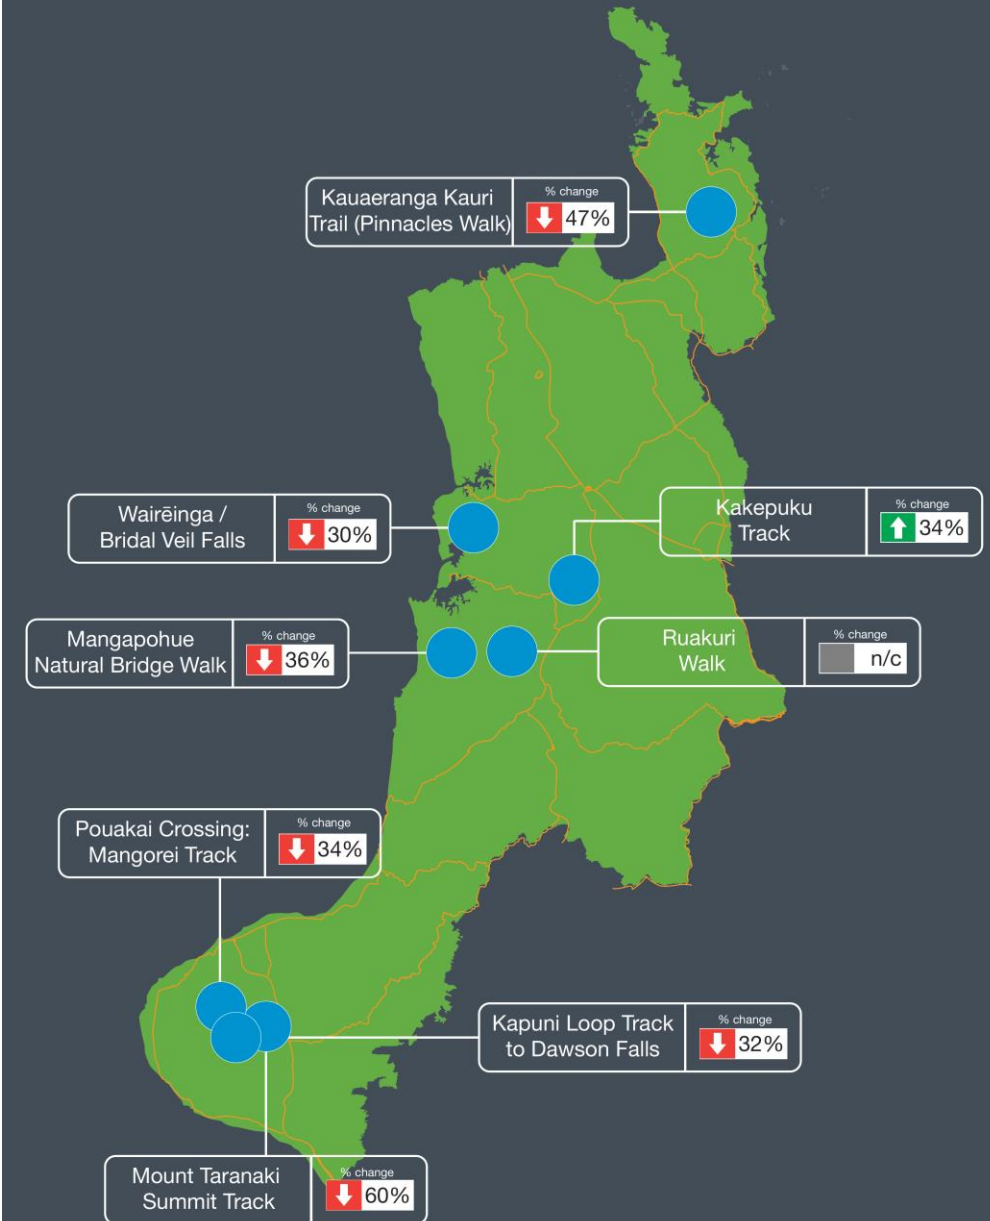 Kauaeranga Kauri
Trail (Pinnacles Walk)
% change
47%
Wairēinga /
Bridal Veil Falls
% change
30%
Kakepuku
Track
% change
34%
Mangapohue
Natural Bridge Walk
% change
36%
Ruakuri
Walk
% change
n/c
Pouakai Crossing:
Mangorei Track
% change
34%
Kapuni Loop Track
to Dawson Falls
% change
32%
Mount Taranaki
Summit Track
% change
60%